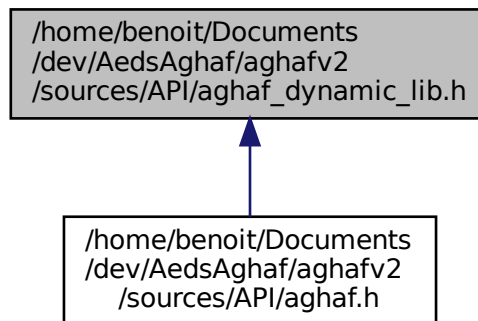 /home/benoit/Documents
/dev/AedsAghaf/aghafv2
/sources/API/aghaf_dynamic_lib.h
/home/benoit/Documents
/dev/AedsAghaf/aghafv2
/sources/API/aghaf.h